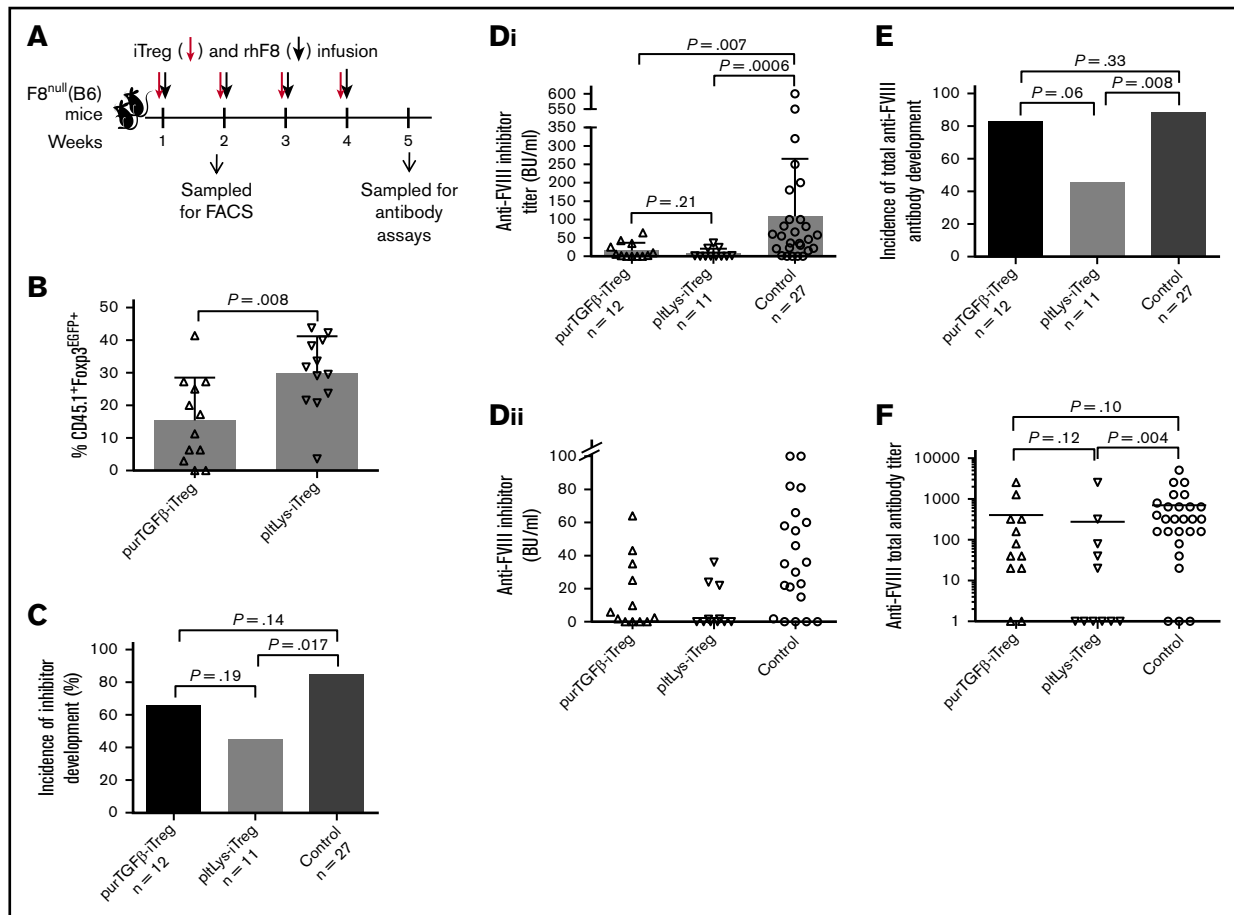 A
iTreg (↓) and rhF8 (↓) infusion
F8null(B6)
mice
Weeks
1 2 3 4 5
Sampled
for FACS
Sampled for
antibody
assays
B
P = .008
% CD45.1+Foxp3EGFP+
50
40
30
20
10
0
purTGFβ-iTreg
pltLys-iTreg
C
P = .14
P = .017
P = .19
Incidence of inhibitor
development (%)
100
80
60
40
20
0
purTGFβ-iTreg
n = 12
pltLys-iTreg
n = 11
Control
n = 27
Di
P = .007
P = .0006
P = .21
Anti-FVIII inhibitor
titer (BU/ml)
600
550
350
300
250
200
150
100
50
0
purTGFβ-iTreg
n = 12
pltLys-iTreg
n = 11
Control
n = 27
Dii
Anti-FVIII inhibitor
(BU/ml)
100
80
60
40
20
0
purTGFβ-iTreg
pltLys-iTreg
Control
E
P = .33
P = .06
P = .008
Incidence of total anti-FVIII
antibody development
100
80
60
40
20
0
purTGFβ-iTreg
n = 12
pltLys-iTreg
n = 11
Control
n = 27
F
P = .10
P = .12
P = .004
Anti-FVIII total antibody titer
10000
1000
100
10
1
purTGFβ-iTreg
pltLys-iTreg
Control